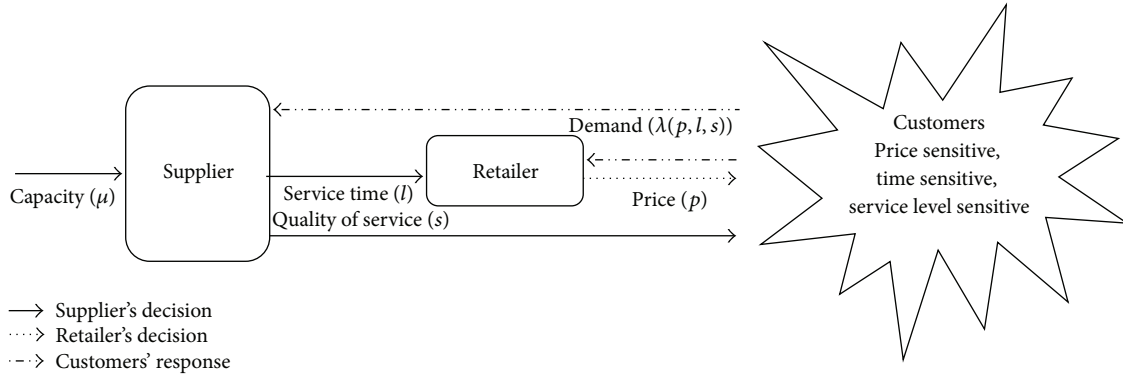 Capacity (μ)
Supplier
Service time (l)
Quality of service (s)
Retailer
Demand (λ(p, l, s))
Price (p)
Customers
Price sensitive,
time sensitive,
service level sensitive
Supplier's decision
Retailer's decision
Customers' response